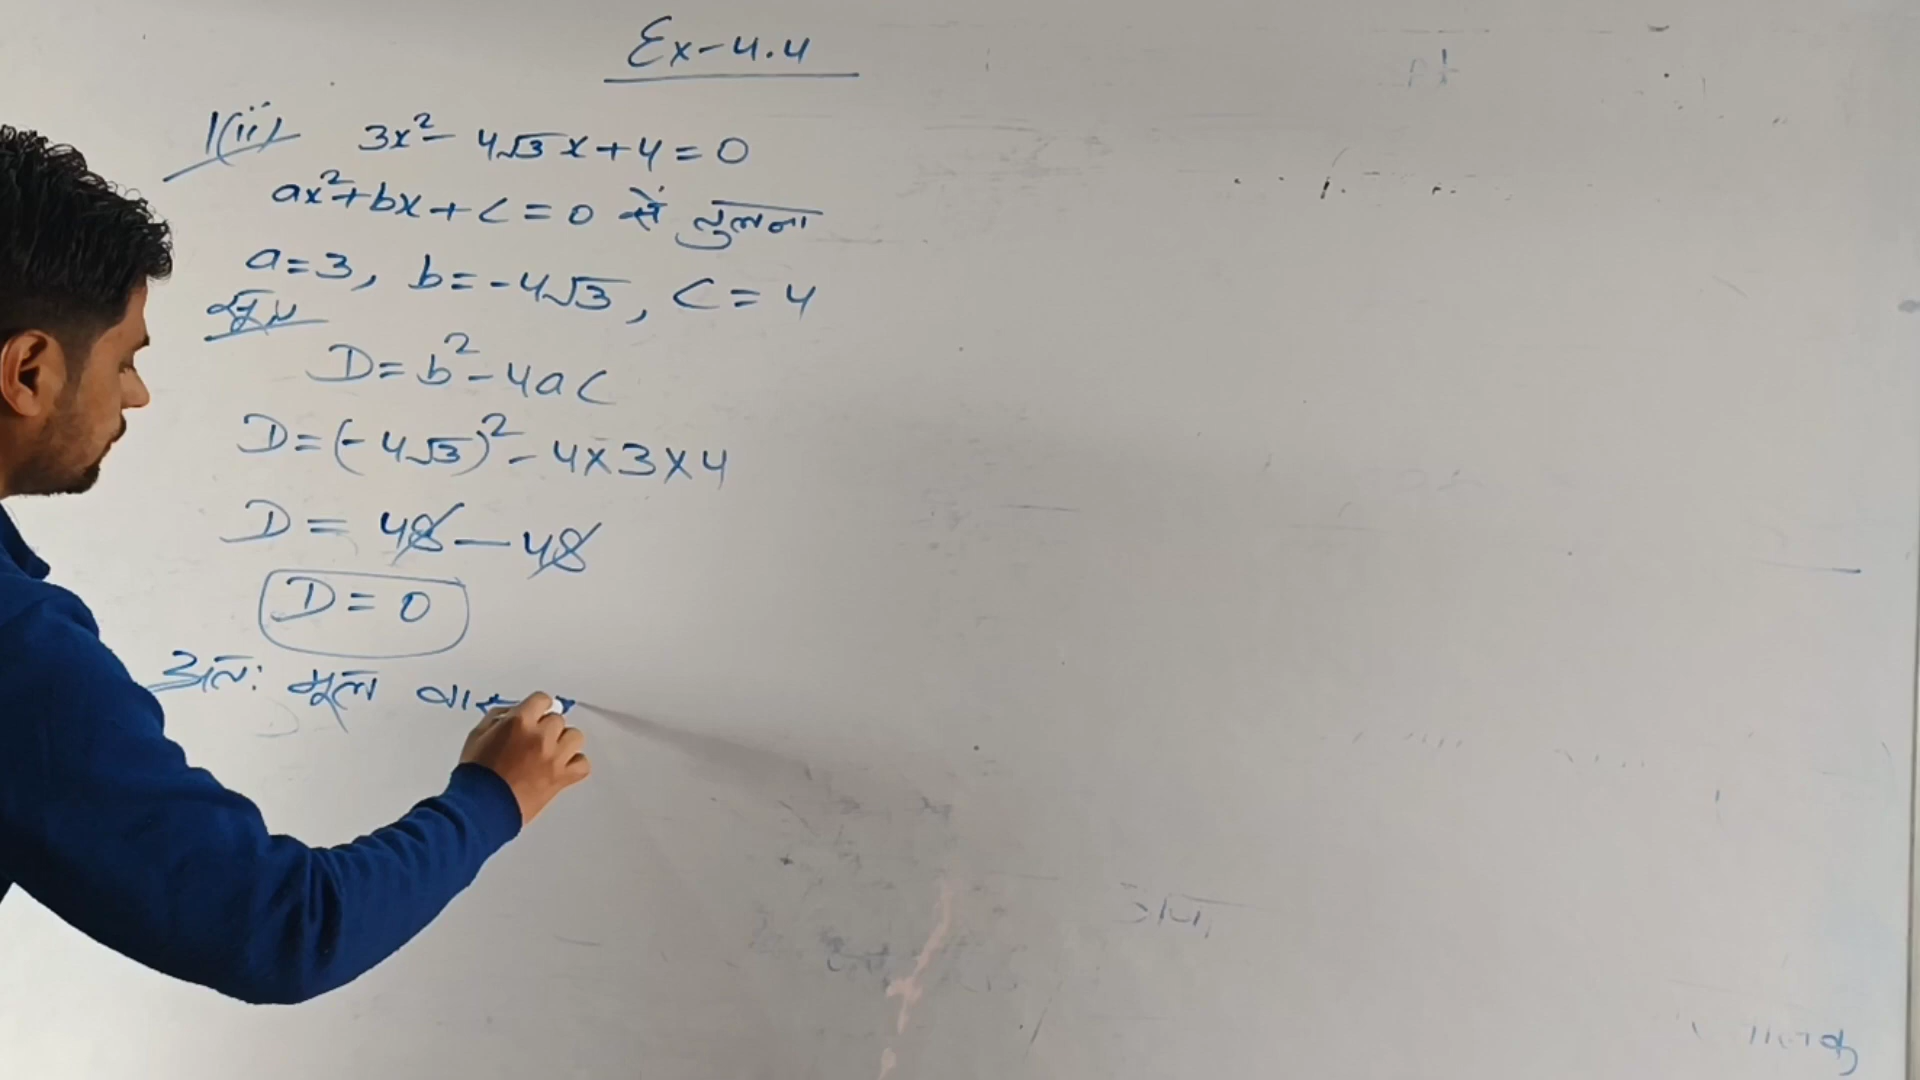 Ex-4.4
1(ii) 3x²- 4√3x+4=0
ax²+bx+c=0 से तुलना
a=3, b=-4√3, c=4
सूत्र
D=b²-4ac
D=(-4√3)²-4×3×4
D= 48-48
D=0
अतः मूल वास्त